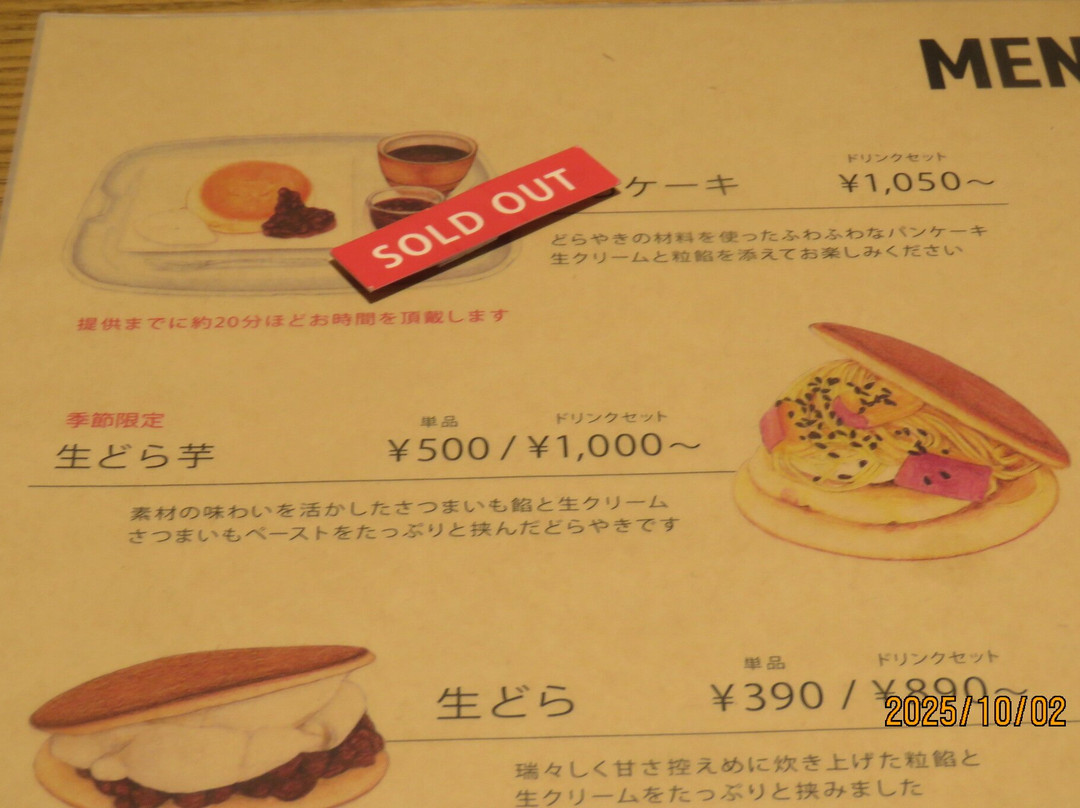 MEN
SOLD OUT
ケーキ
ドリンクセット
¥1,050～
どらやきの材料を使ったふわふわなパンケーキ
生クリームと粒餡を添えてお楽しみください
提供までに約20分ほどお時間を頂戴します
季節限定
生どら芋
単品 ドリンクセット
¥500 / ¥1,000～
素材の味わいを活かしたさつまいも餡と生クリーム
さつまいもペーストをたっぷりと挟んだどらやきです
生どら
単品 ドリンクセット
¥390 / ¥890～
2025/10/02
瑞々しく甘さ控えめに炊き上げた粒餡と
生クリームをたっぷりと挟みました